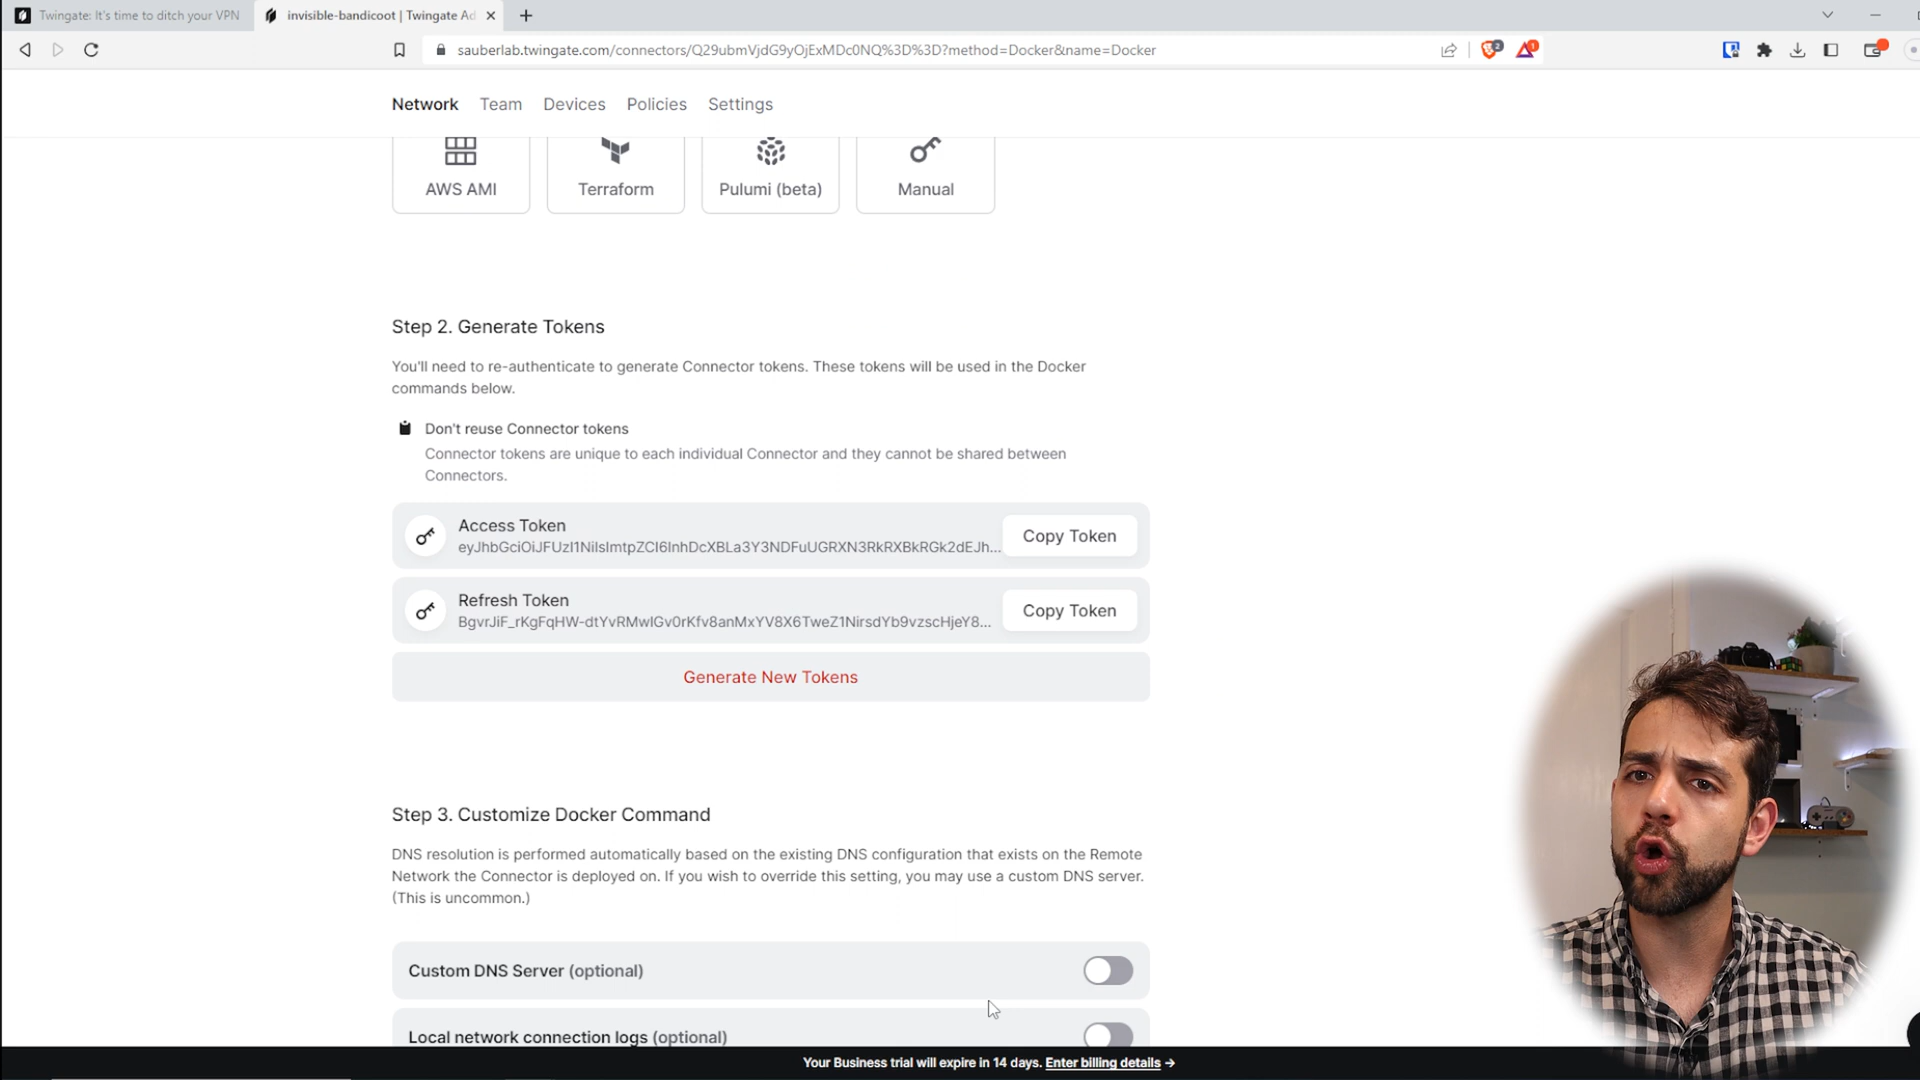 Twingate: It's time to ditch your VPN
invisible-bandicoot | Twingate Ad
sauberlab.twingate.com/connectors/Q29ubmVjdG9yOjExMDc0NQ%3D%3D?method=Docker&name=Docker
2
1
Network Team Devices Policies Settings
AWS AMI Terraform Pulumi (beta) Manual
Step 2. Generate Tokens
You'll need to re-authenticate to generate Connector tokens. These tokens will be used in the Docker
commands below.
Don't reuse Connector tokens
Connector tokens are unique to each individual Connector and they cannot be shared between
Connectors.
Access Token
Copy Token
Refresh Token
Copy Token
Generate New Tokens
Step 3. Customize Docker Command
DNS resolution is performed automatically based on the existing DNS configuration that exists on the Remote
Network the Connector is deployed on. If you wish to override this setting, you may use a custom DNS server.
(This is uncommon.)
Custom DNS Server (optional)
Local network connection logs (optional)
Your Business trial will expire in 14 days. Enter billing details →